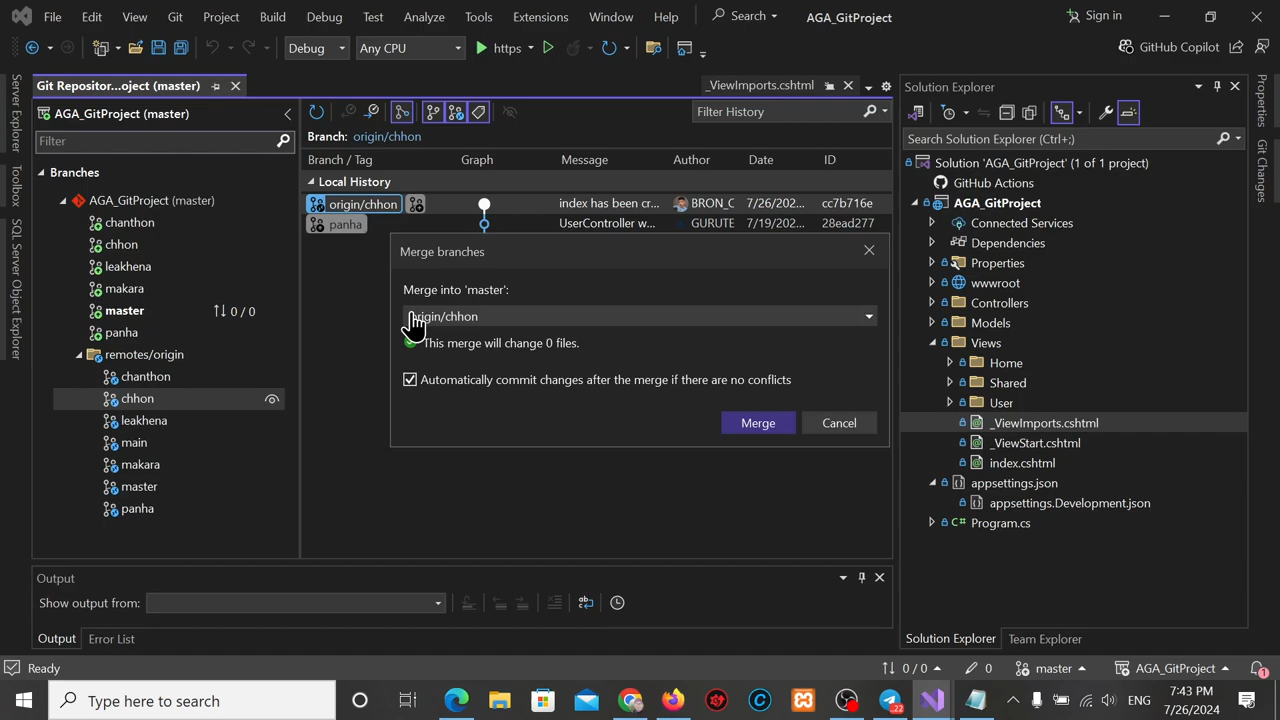 File Edit View Git Project Build Debug Test Analyze Tools Extensions Window Help Search AGA_GitProject Sign in
Debug Any CPU https GitHub Copilot
Git Repositor...oject (master) _ViewImports.cshtml Solution Explorer
AGA_GitProject (master) Filter History
Filter Branch: origin/chhon Search Solution Explorer (Ctrl+;)
Branch / Tag Graph Message Author Date ID
Branches
Local History
AGA_GitProject (master) origin/chhon index has been cr... BRON_C 7/26/202... cc7b716e
chanthon panha UserController w... GURUTE 7/19/202... 28ead277
chhon
leakhena
makara
master 0 / 0
panha
remotes/origin
chanthon
chhon
leakhena
main
makara
master
panha
Merge branches
Merge into 'master':
origin/chhon
This merge will change 0 files.
Automatically commit changes after the merge if there are no conflicts
Merge Cancel
Solution 'AGA_GitProject' (1 of 1 project)
GitHub Actions
AGA_GitProject
Connected Services
Dependencies
Properties
wwwroot
Controllers
Models
Views
Home
Shared
User
_ViewImports.cshtml
_ViewStart.cshtml
index.cshtml
appsettings.json
appsettings.Development.json
Program.cs
Server Explorer
Toolbox
SQL Server Object Explorer
Properties
Git Changes
Output
Show output from:
Output Error List Solution Explorer Team Explorer
Ready 0 / 0 0 master AGA_GitProject 1
Type here to search 22 ENG 7:43 PM
7/26/2024